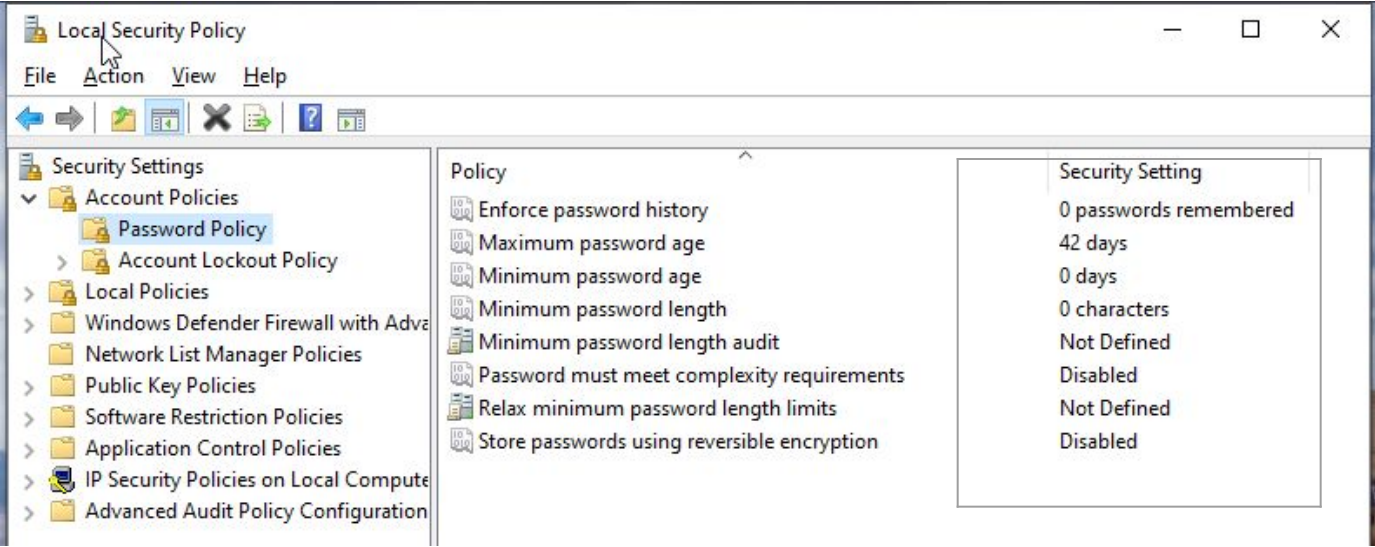 Local Security Policy
File Action View Help
Security Settings
Account Policies
Password Policy
Account Lockout Policy
Local Policies
Windows Defender Firewall with Adva
Network List Manager Policies
Public Key Policies
Software Restriction Policies
Application Control Policies
IP Security Policies on Local Compute
Advanced Audit Policy Configuration
Policy Security Setting
Enforce password history 0 passwords remembered
Maximum password age 42 days
Minimum password age 0 days
Minimum password length 0 characters
Minimum password length audit Not Defined
Password must meet complexity requirements Disabled
Relax minimum password length limits Not Defined
Store passwords using reversible encryption Disabled